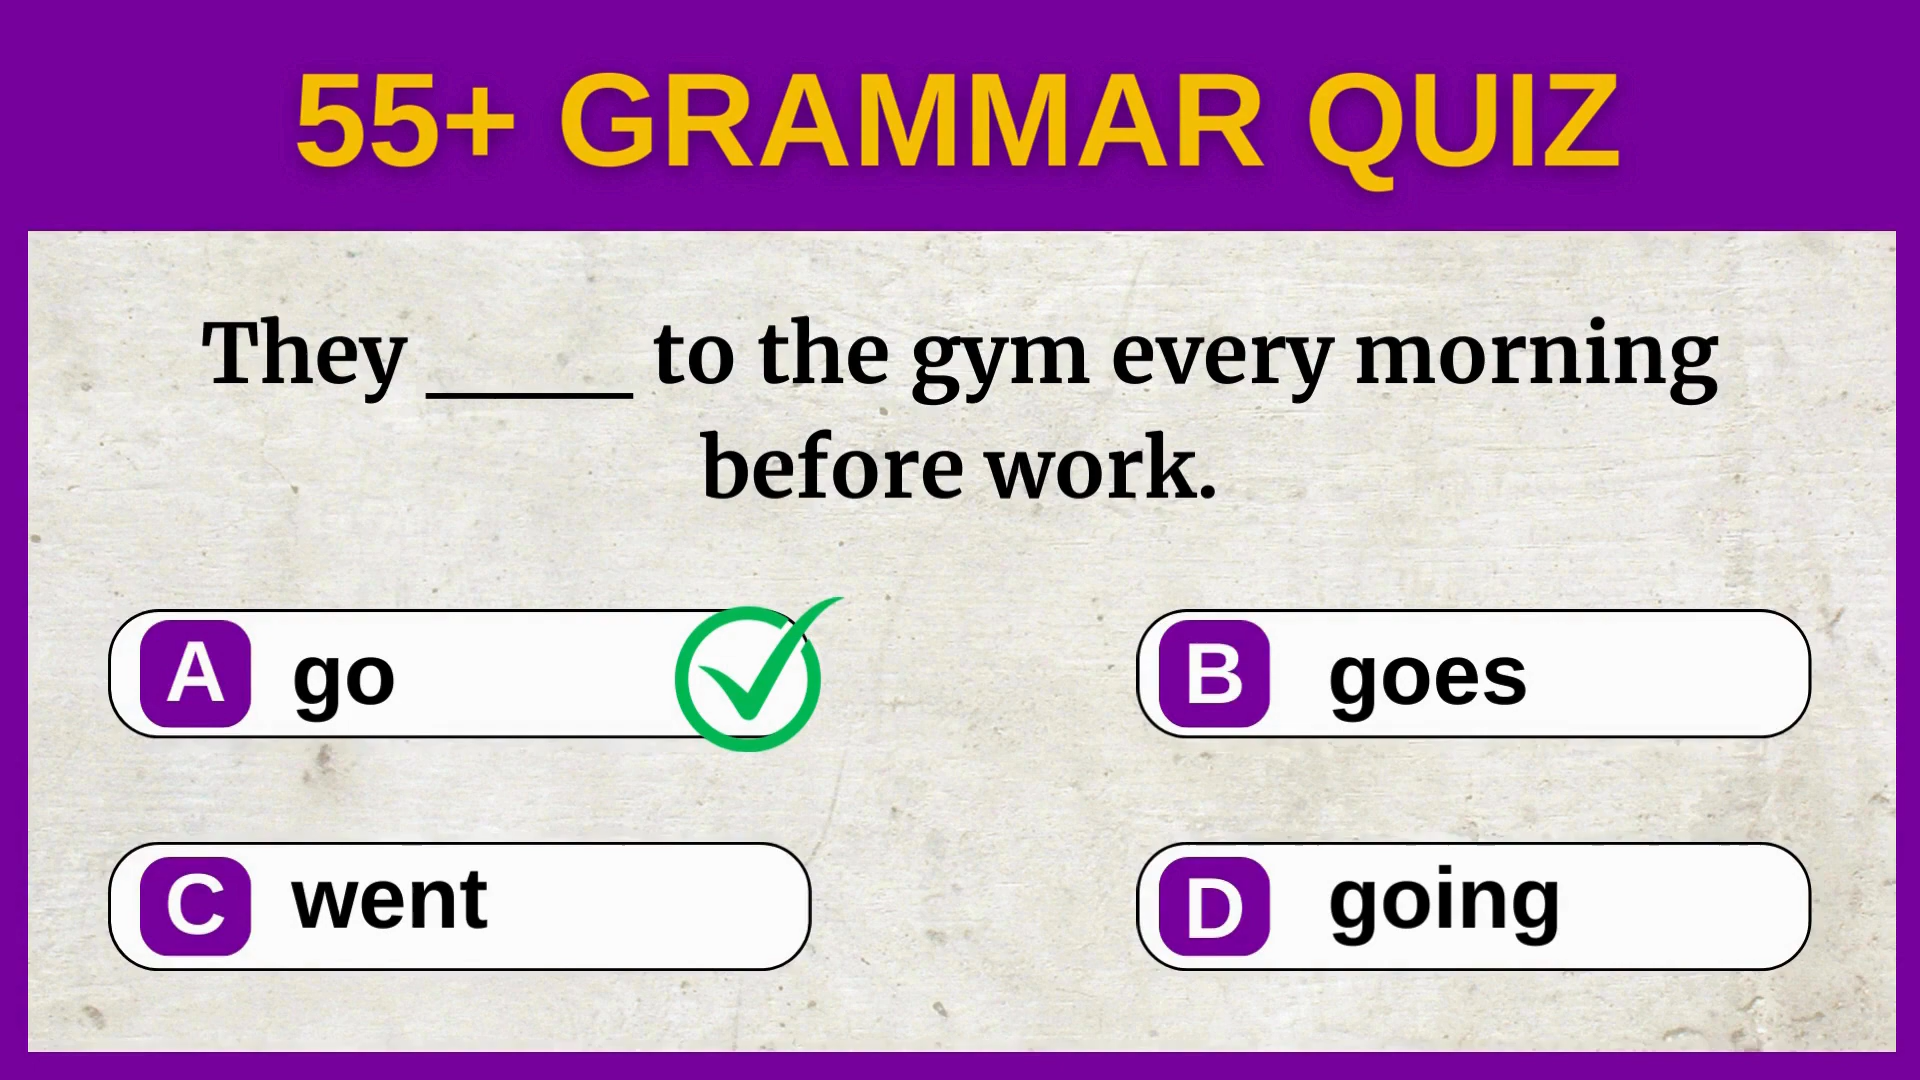 55+ GRAMMAR QUIZ
They _____ to the gym every morning
before work.
A go
B goes
C went
D going